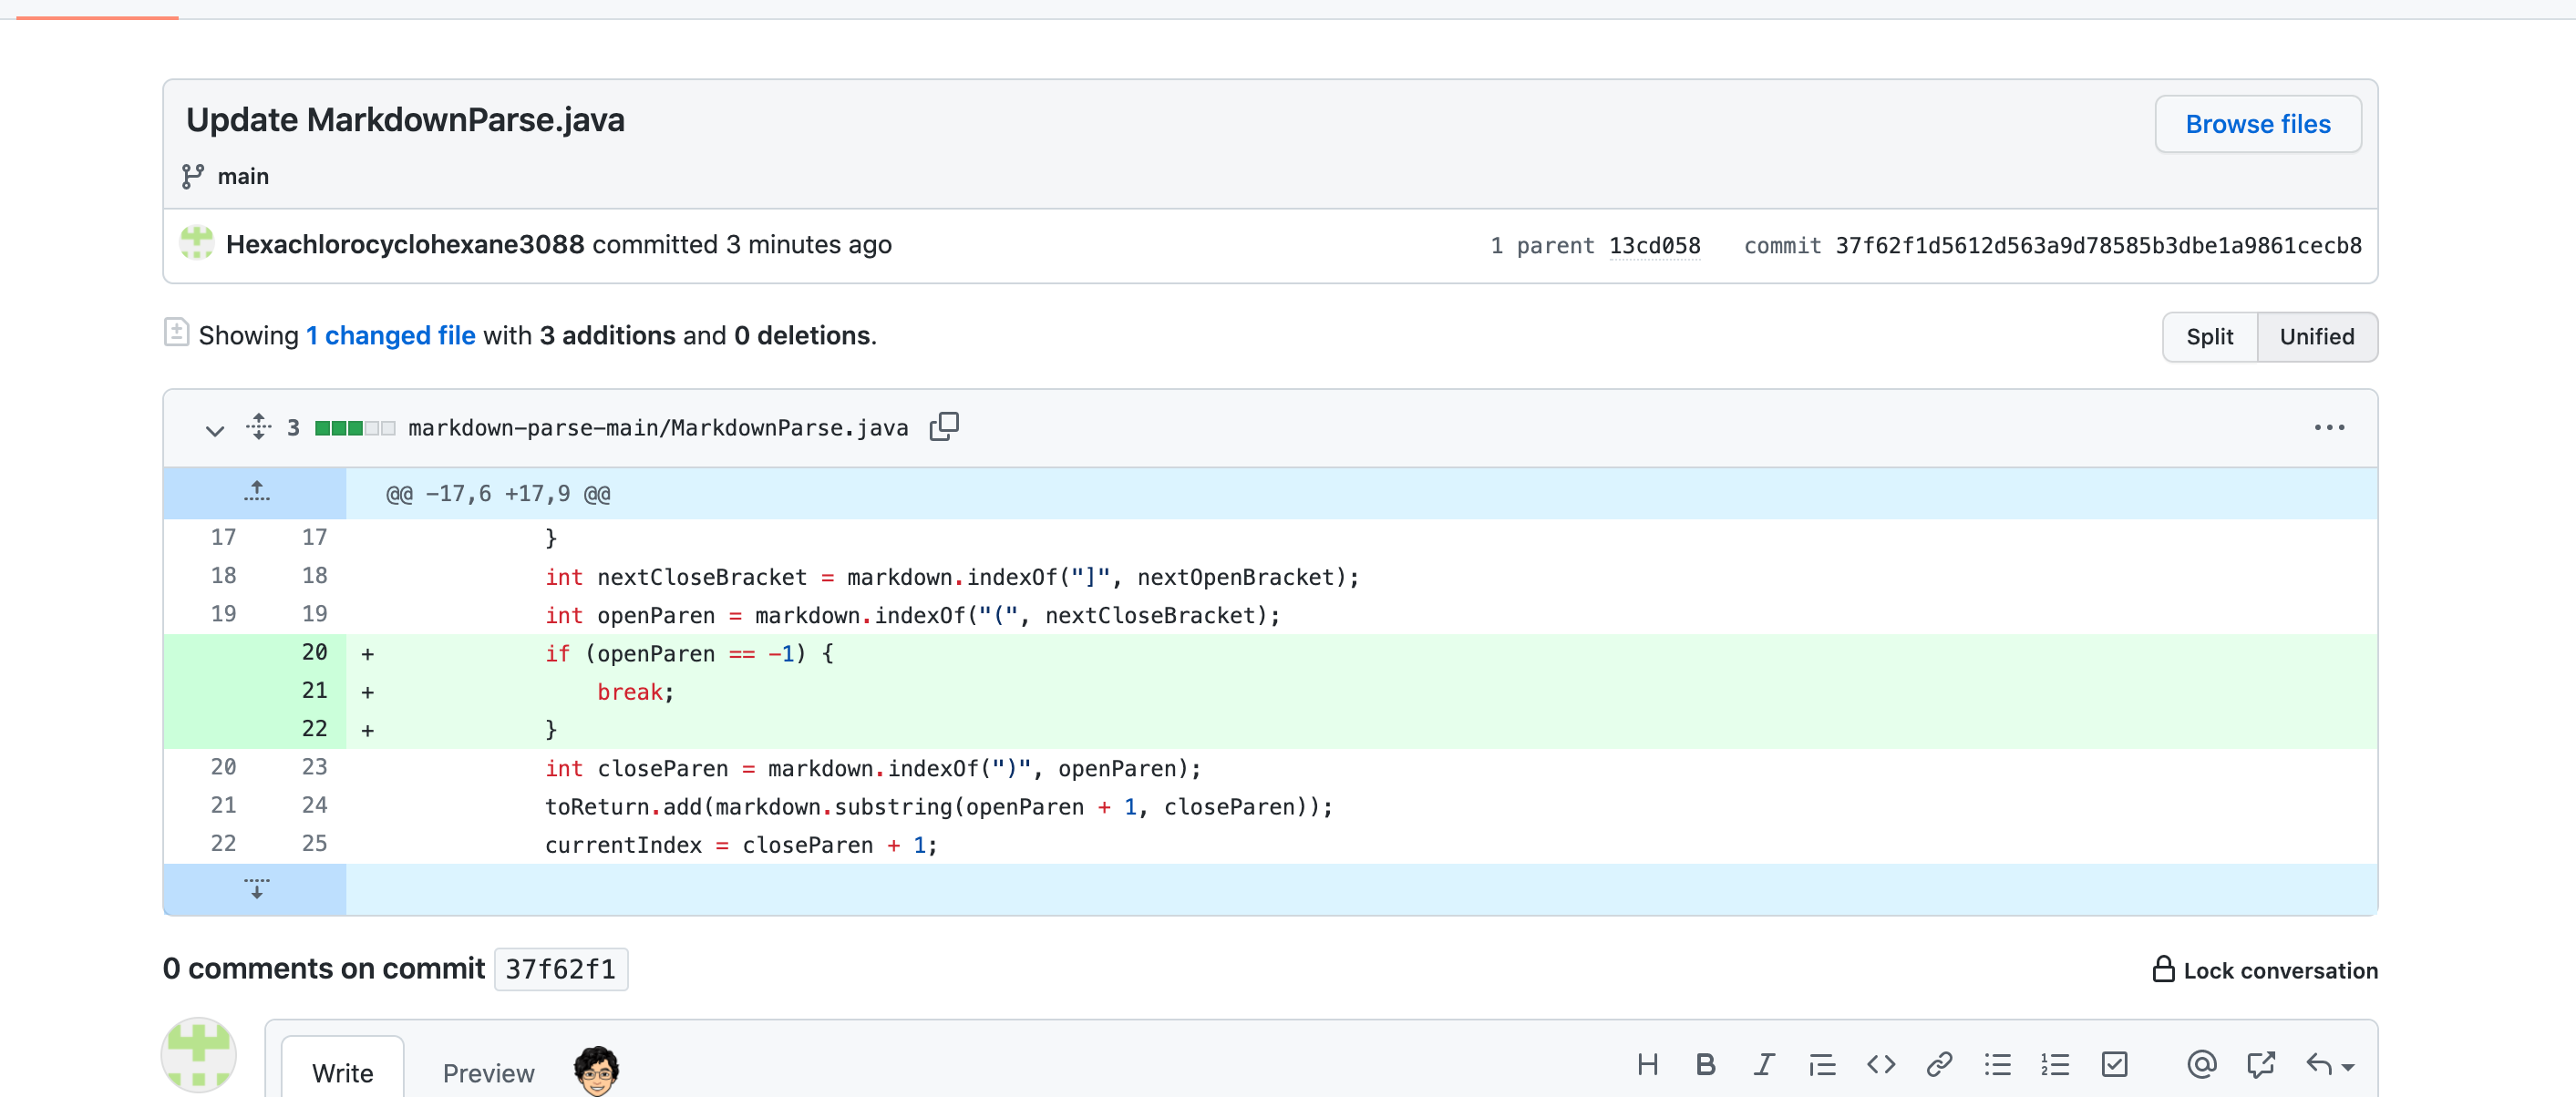 Update MarkdownParse.java
Browse files
main
Hexachlorocyclohexane3088 committed 3 minutes ago
1 parent 13cd058 commit 37f62f1d5612d563a9d78585b3dbe1a9861cecb8
Showing 1 changed file with 3 additions and 0 deletions.
Split Unified
3 markdown-parse-main/MarkdownParse.java
@@ -17,6 +17,9 @@
17 17 }
18 18 int nextCloseBracket = markdown.indexOf("]", nextOpenBracket);
19 19 int openParen = markdown.indexOf("(", nextCloseBracket);
20 + if (openParen == -1) {
21 + break;
22 + }
20 23 int closeParen = markdown.indexOf(")", openParen);
21 24 toReturn.add(markdown.substring(openParen + 1, closeParen));
22 25 currentIndex = closeParen + 1;
0 comments on commit 37f62f1
Lock conversation
Write Preview